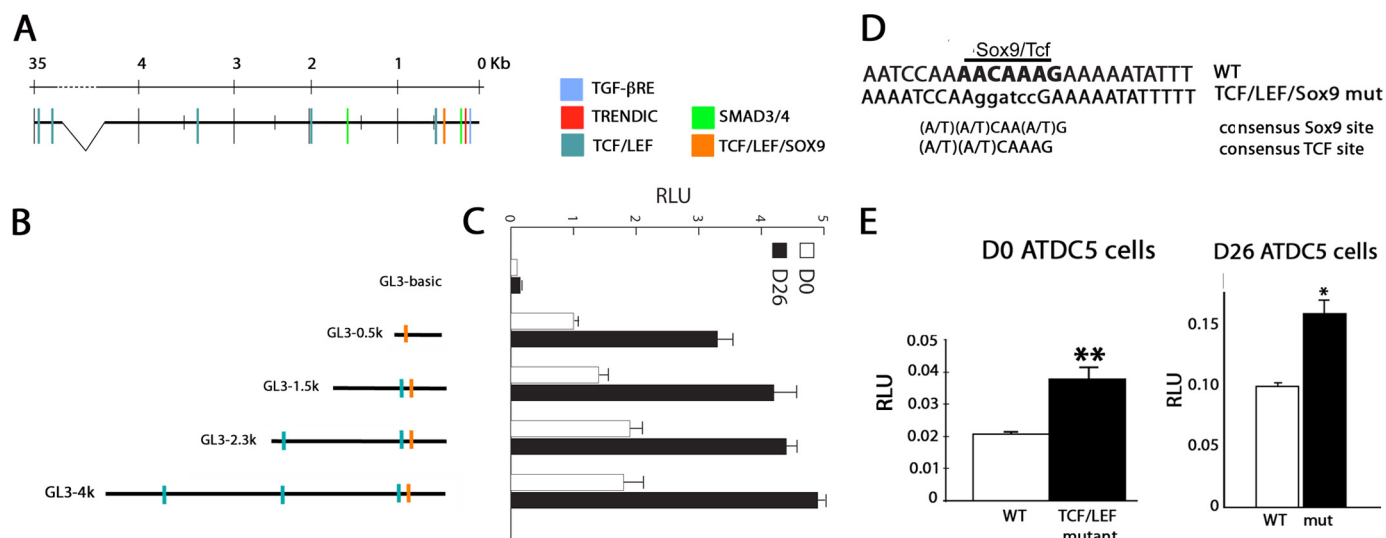 A
35 4 3 2 1 0 Kb
TGF-βRE
TRENDIC
TCF/LEF
SMAD3/4
TCF/LEF/SOX9
B
GL3-basic
GL3-0.5k
GL3-1.5k
GL3-2.3k
GL3-4k
C
RLU
0 1 2 3 4 5
D0
D26
D
Sox9/Tcf
AATCCAAAACAAAGAAAAATATTT WT
AAAATCCAAggatccGAAAAATATTTTT TCF/LEF/Sox9 mut
(A/T)(A/T)CAA(A/T)G consensus Sox9 site
(A/T)(A/T)CAAAG consensus TCF site
E
D0 ATDC5 cells
RLU
0.05
0.04
0.03
0.02
0.01
0
**
WT
TCF/LEF
mutant
D26 ATDC5 cells
RLU
0.15
0.10
0.05
0
*
WT mut